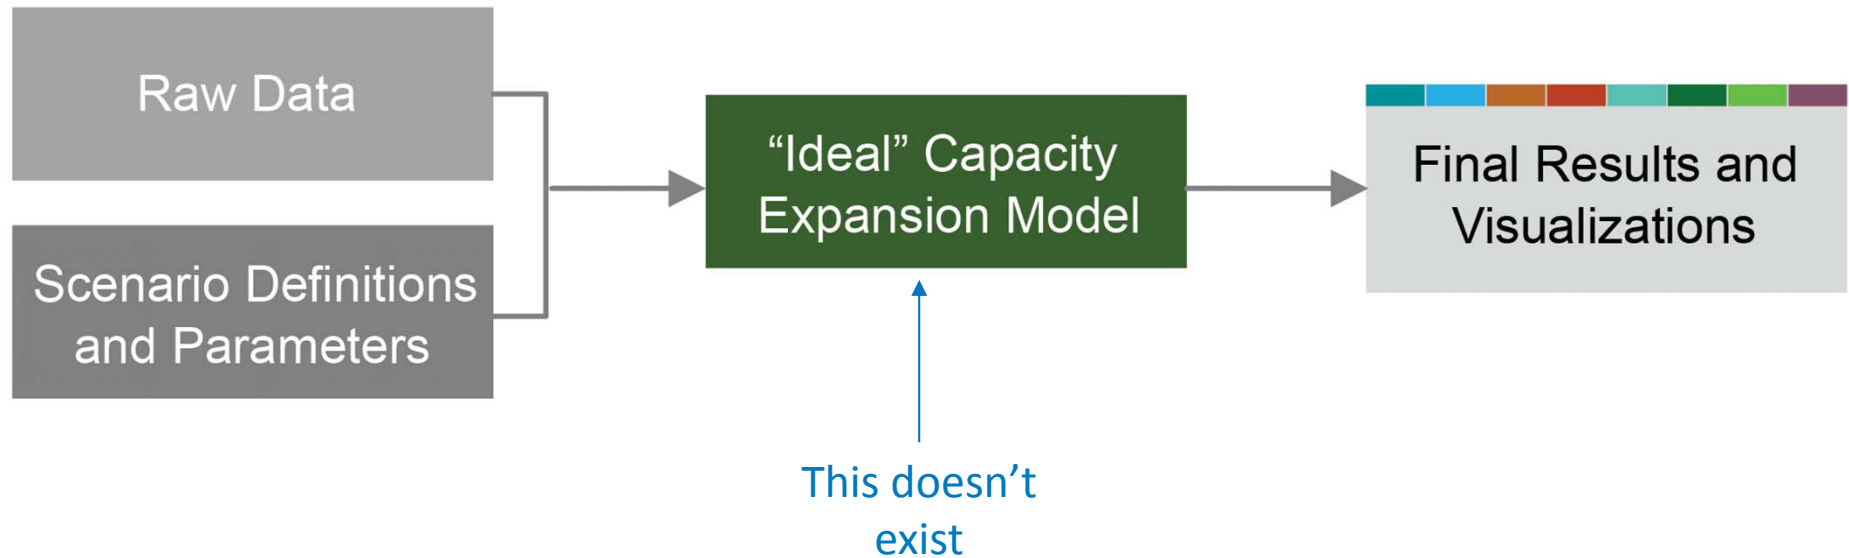 Raw Data
Scenario Definitions
and Parameters
“Ideal” Capacity
Expansion Model
Final Results and
Visualizations
This doesn’t
exist